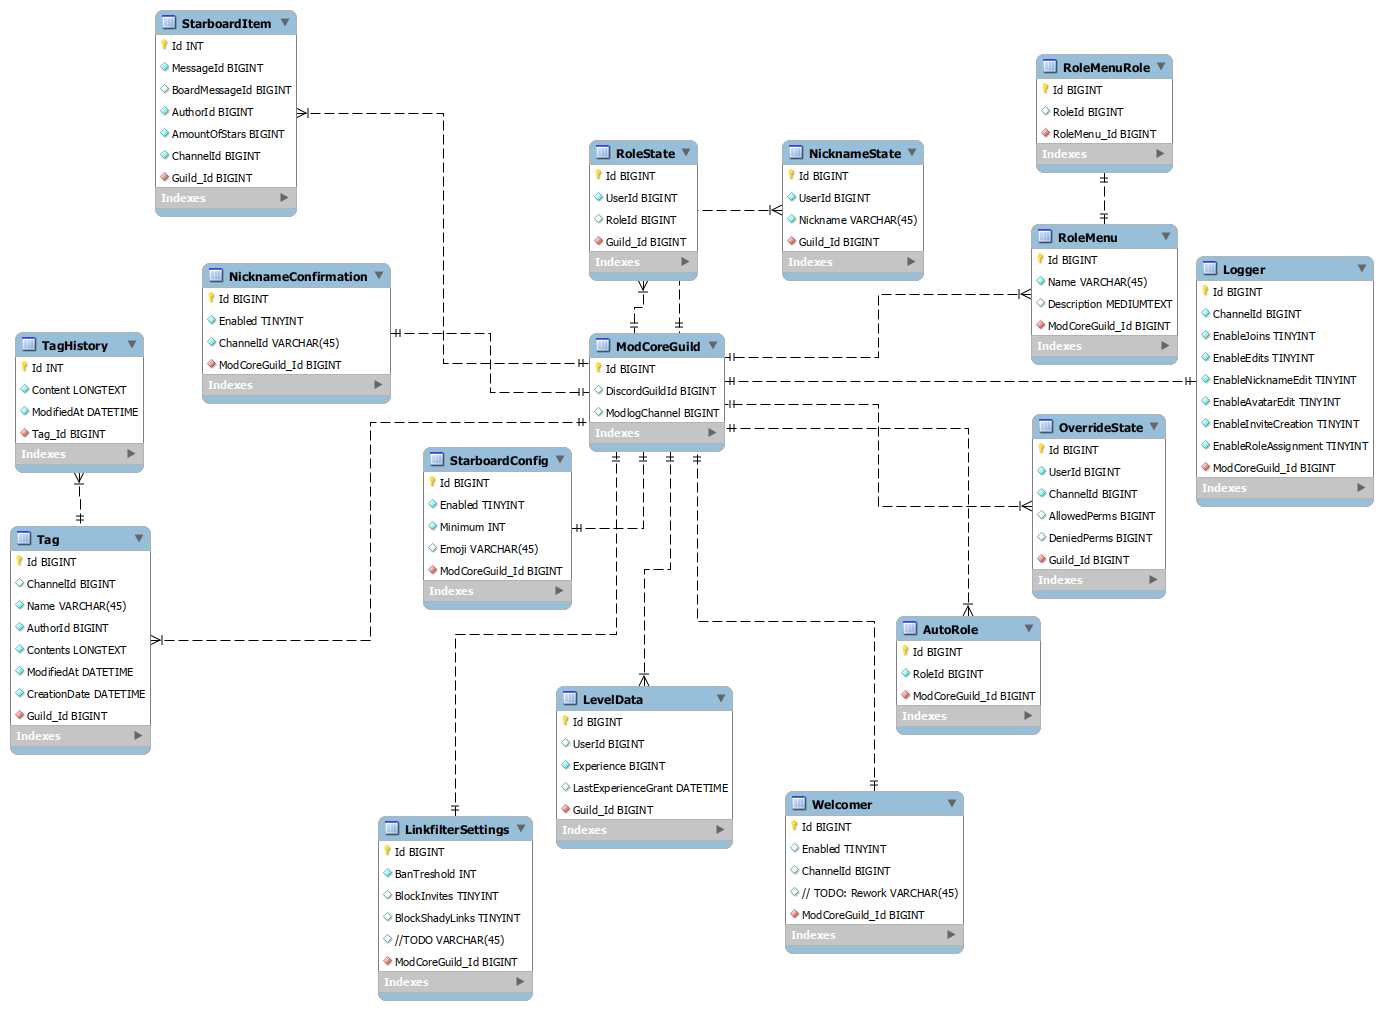 StarboardItem
Id INT
MessageId BIGINT
BoardMessageId BIGINT
AuthorId BIGINT
AmountOfStars BIGINT
ChannelId BIGINT
Guild_Id BIGINT
Indexes
RoleMenuRole
Id BIGINT
RoleId BIGINT
RoleMenu_Id BIGINT
Indexes
RoleState
Id BIGINT
UserId BIGINT
RoleId BIGINT
Guild_Id BIGINT
Indexes
NicknameState
Id BIGINT
UserId BIGINT
Nickname VARCHAR(45)
Guild_Id BIGINT
Indexes
RoleMenu
Id BIGINT
Name VARCHAR(45)
Description MEDIUMTEXT
ModCoreGuild_Id BIGINT
Indexes
Logger
Id BIGINT
ChannelId BIGINT
EnableJoins TINYINT
EnableEdits TINYINT
EnableNicknameEdit TINYINT
EnableAvatarEdit TINYINT
EnableInviteCreation TINYINT
EnableRoleAssignment TINYINT
ModCoreGuild_Id BIGINT
Indexes
NicknameConfirmation
Id BIGINT
Enabled TINYINT
ChannelId VARCHAR(45)
ModCoreGuild_Id BIGINT
Indexes
TagHistory
Id INT
Content LONGTEXT
ModifiedAt DATETIME
Tag_Id BIGINT
Indexes
ModCoreGuild
Id BIGINT
DiscordGuildId BIGINT
ModlogChannel BIGINT
Indexes
OverrideState
Id BIGINT
UserId BIGINT
ChannelId BIGINT
AllowedPerms BIGINT
DeniedPerms BIGINT
Guild_Id BIGINT
Indexes
StarboardConfig
Id BIGINT
Enabled TINYINT
Minimum INT
Emoji VARCHAR(45)
ModCoreGuild_Id BIGINT
Indexes
Tag
Id BIGINT
ChannelId BIGINT
Name VARCHAR(45)
AuthorId BIGINT
Contents LONGTEXT
ModifiedAt DATETIME
CreationDate DATETIME
Guild_Id BIGINT
Indexes
AutoRole
Id BIGINT
RoleId BIGINT
ModCoreGuild_Id BIGINT
Indexes
LevelData
Id BIGINT
UserId BIGINT
Experience BIGINT
LastExperienceGrant DATETIME
Guild_Id BIGINT
Indexes
Welcomer
Id BIGINT
Enabled TINYINT
ChannelId BIGINT
// TODO: Rework VARCHAR(45)
ModCoreGuild_Id BIGINT
Indexes
LinkfilterSettings
Id BIGINT
BanTreshold INT
BlockInvites TINYINT
BlockShadyLinks TINYINT
//TODO VARCHAR(45)
ModCoreGuild_Id BIGINT
Indexes